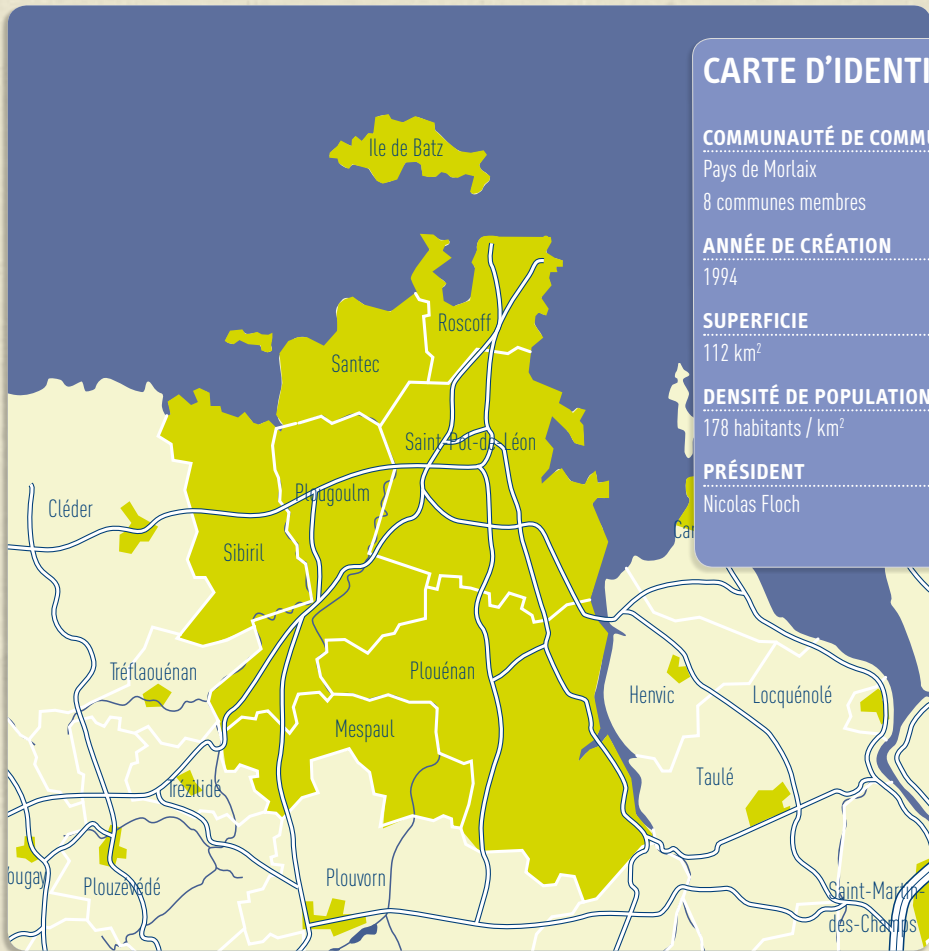 CARTE D'IDENTI
COMMUNAUTÉ DE COMMU
Pays de Morlaix
8 communes membres
ANNÉE DE CRÉATION
1994
SUPERFICIE
112 km²
DENSITÉ DE POPULATION
178 habitants / km²
PRÉSIDENT
Nicolas Floch
Ile de Batz
Roscoff
Santec
Saint-Pol-de-Léon
Plougoulm
Cléder
Sibiril
Car
Tréflaouénan
Plouénan
Henvic
Locquénolé
Mespaul
Taulé
Trézilidé
Plouvorn
ougay
Plouzévédé
Saint-Martin-
des-Champs